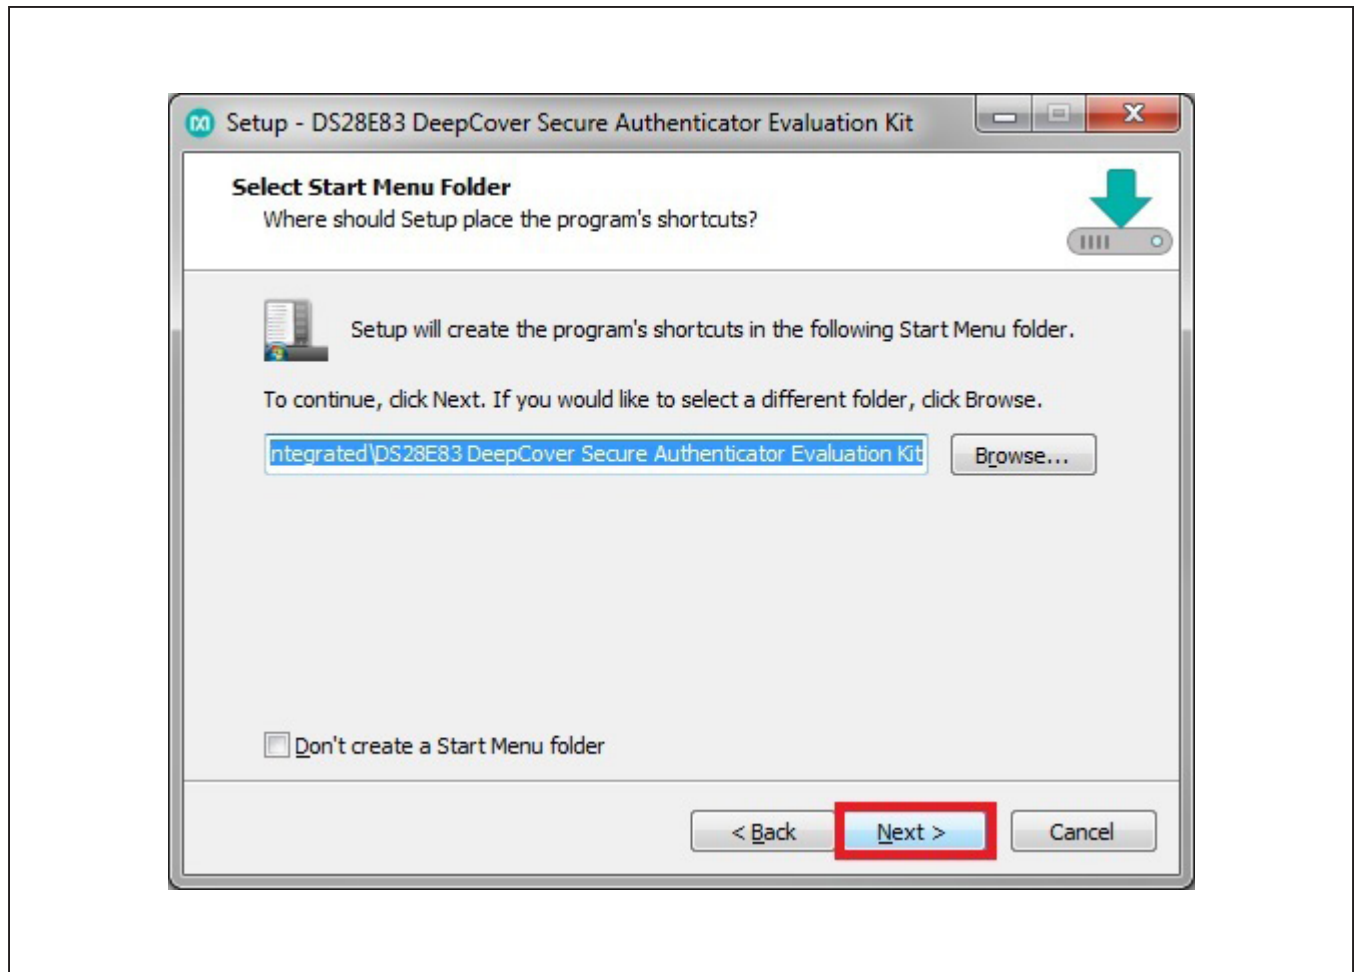 Setup - DS28E83 DeepCover Secure Authenticator Evaluation Kit
Select Start Menu Folder
Where should Setup place the program's shortcuts?
Setup will create the program's shortcuts in the following Start Menu folder.
To continue, click Next. If you would like to select a different folder, click Browse.
ntegrated\DS28E83 DeepCover Secure Authenticator Evaluation Kit
Browse...
Don't create a Start Menu folder
< Back
Next >
Cancel